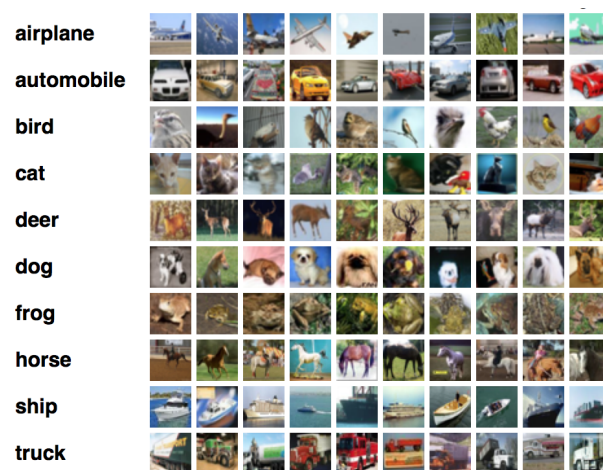 airplane
automobile
bird
cat
deer
dog
frog
horse
ship
truck